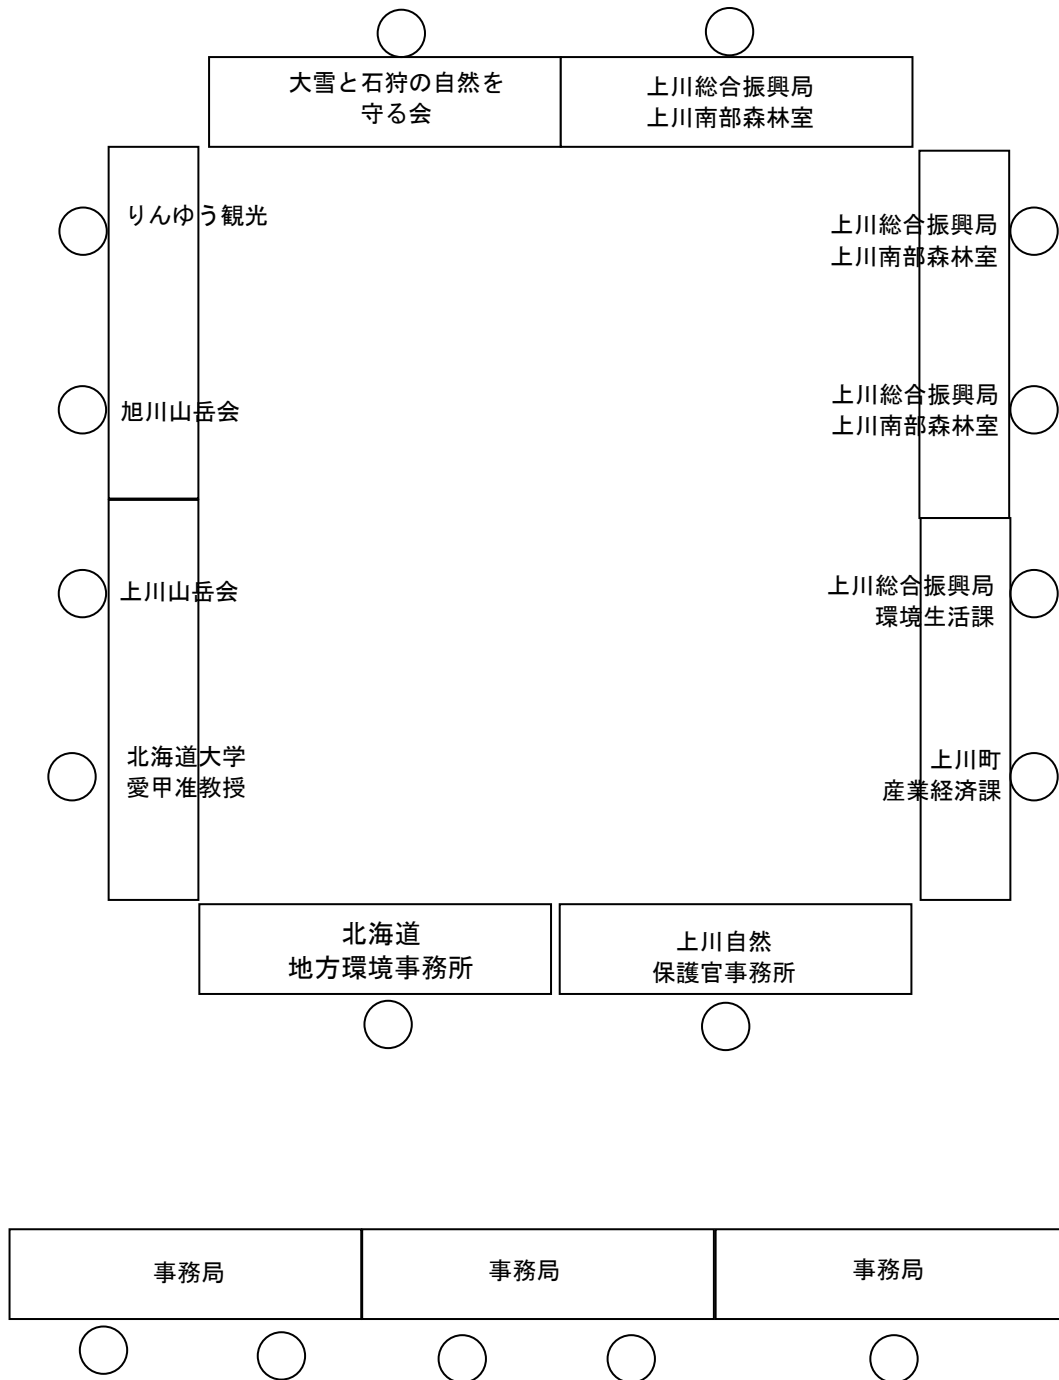 大雪と石狩の自然を
守る会
上川総合振興局
上川南部森林室
りんゆう観光
上川総合振興局
上川南部森林室
旭川山岳会
上川総合振興局
上川南部森林室
上川山岳会
上川総合振興局
環境生活課
北海道大学
愛甲准教授
上川町
産業経済課
北海道
地方環境事務所
上川自然
保護官事務所
事務局
事務局
事務局